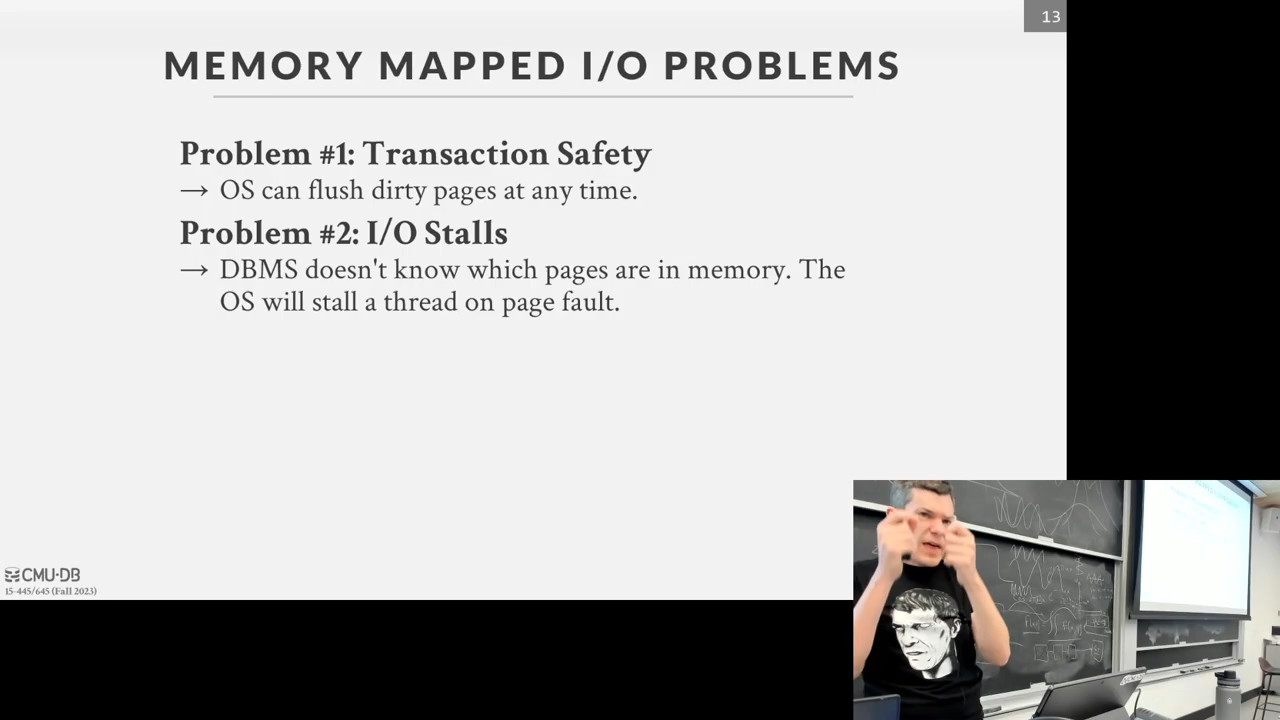 13
MEMORY MAPPED I/O PROBLEMS
Problem #1: Transaction Safety
→ OS can flush dirty pages at any time.
Problem #2: I/O Stalls
→ DBMS doesn't know which pages are in memory. The
OS will stall a thread on page fault.
CMU·DB
15-445/645 (Fall 2023)